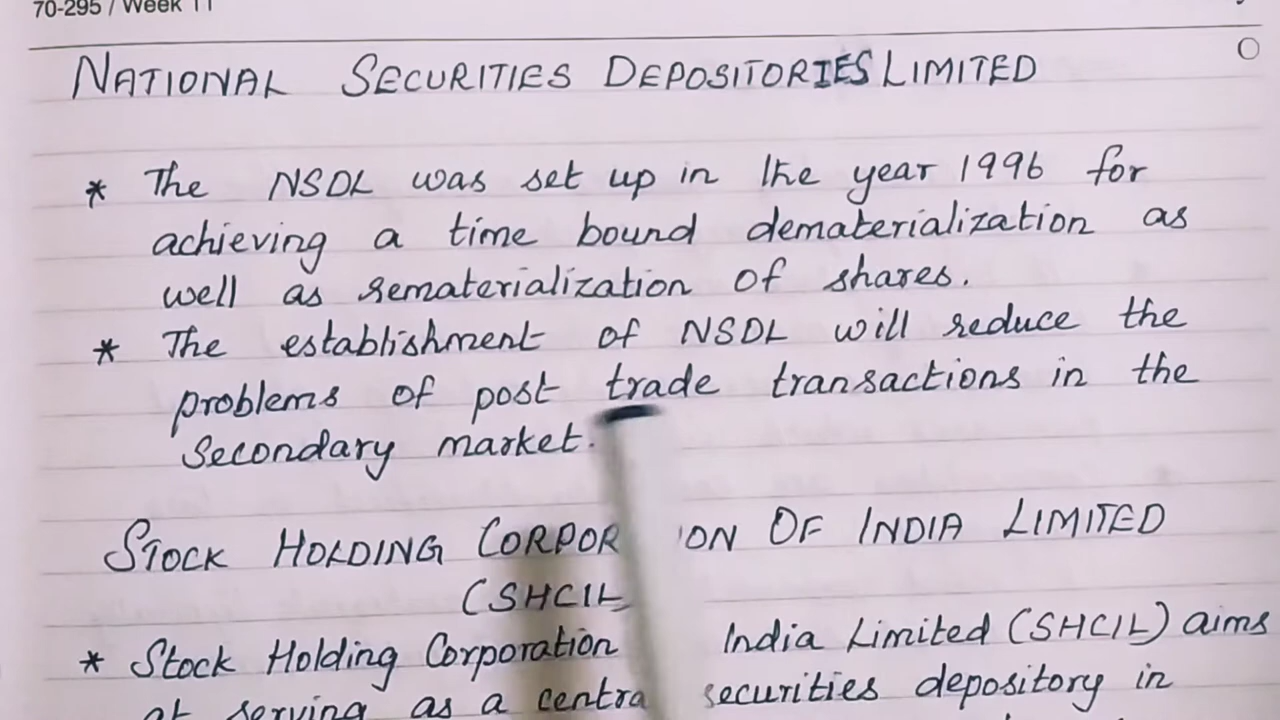 70-295 / Week 11
NATIONAL SECURITIES DEPOSITORIES LIMITED
* The NSDL was set up in the year 1996 for
achieving a time bound dematerialization as
well as rematerialization of shares.
* The establishment of NSDL will reduce the
problems of post trade transactions in the
Secondary market.
STOCK HOLDING CORPOR ION OF INDIA LIMITED
(SHCIL
* Stock Holding Corporation India Limited (SHCIL) aims
at serving as a centra securities depository in